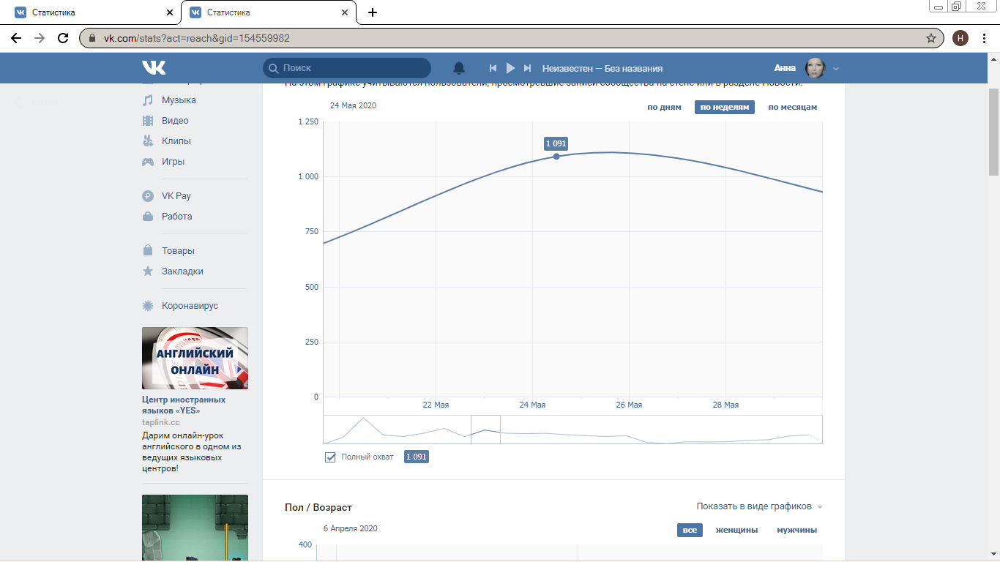 Статистика
Статистика
vk.com/stats?act=reach&gid=154559982
Н
Поиск
Неизвестен — Без названия
Анна
Музыка
Видео
Клипы
Игры
VK Pay
Работа
Товары
Закладки
Коронавирус
АНГЛИЙСКИЙ
ОНЛАЙН
Центр иностранных
языков «YES»
taplink.cc
Дарим онлайн-урок
английского в одном из
ведущих языковых
центров!
На этом графике учитываются пользователи, просмотревшие записи сообщества на стене или в разделе Новости.
24 Мая 2020
по дням
по неделям
по месяцам
1 250
1 091
1 000
750
500
250
0
22 Мая
24 Мая
26 Мая
28 Мая
Полный охват
1 091
Пол / Возраст
Показать в виде графиков
6 Апреля 2020
все
женщины
мужчины
400